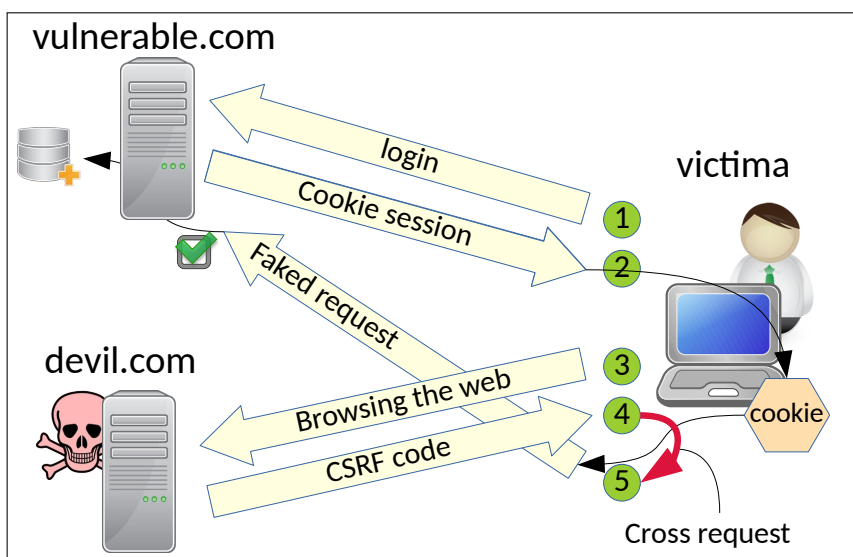 vulnerable.com
login
victima
Cookie session
1
2
Faked request
devil.com
3
Browsing the web
4
cookie
CSRF code
5
Cross request